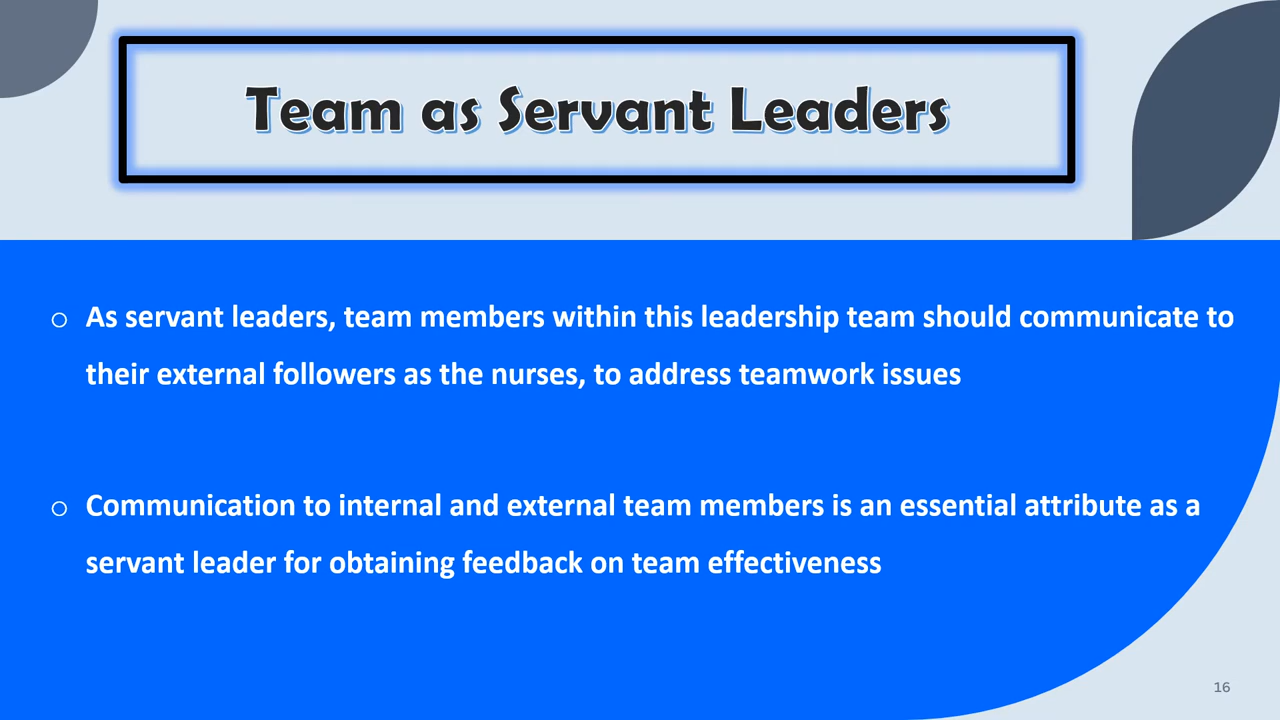 Team as Servant Leaders
o As servant leaders, team members within this leadership team should communicate to
their external followers as the nurses, to address teamwork issues
o Communication to internal and external team members is an essential attribute as a
servant leader for obtaining feedback on team effectiveness
16